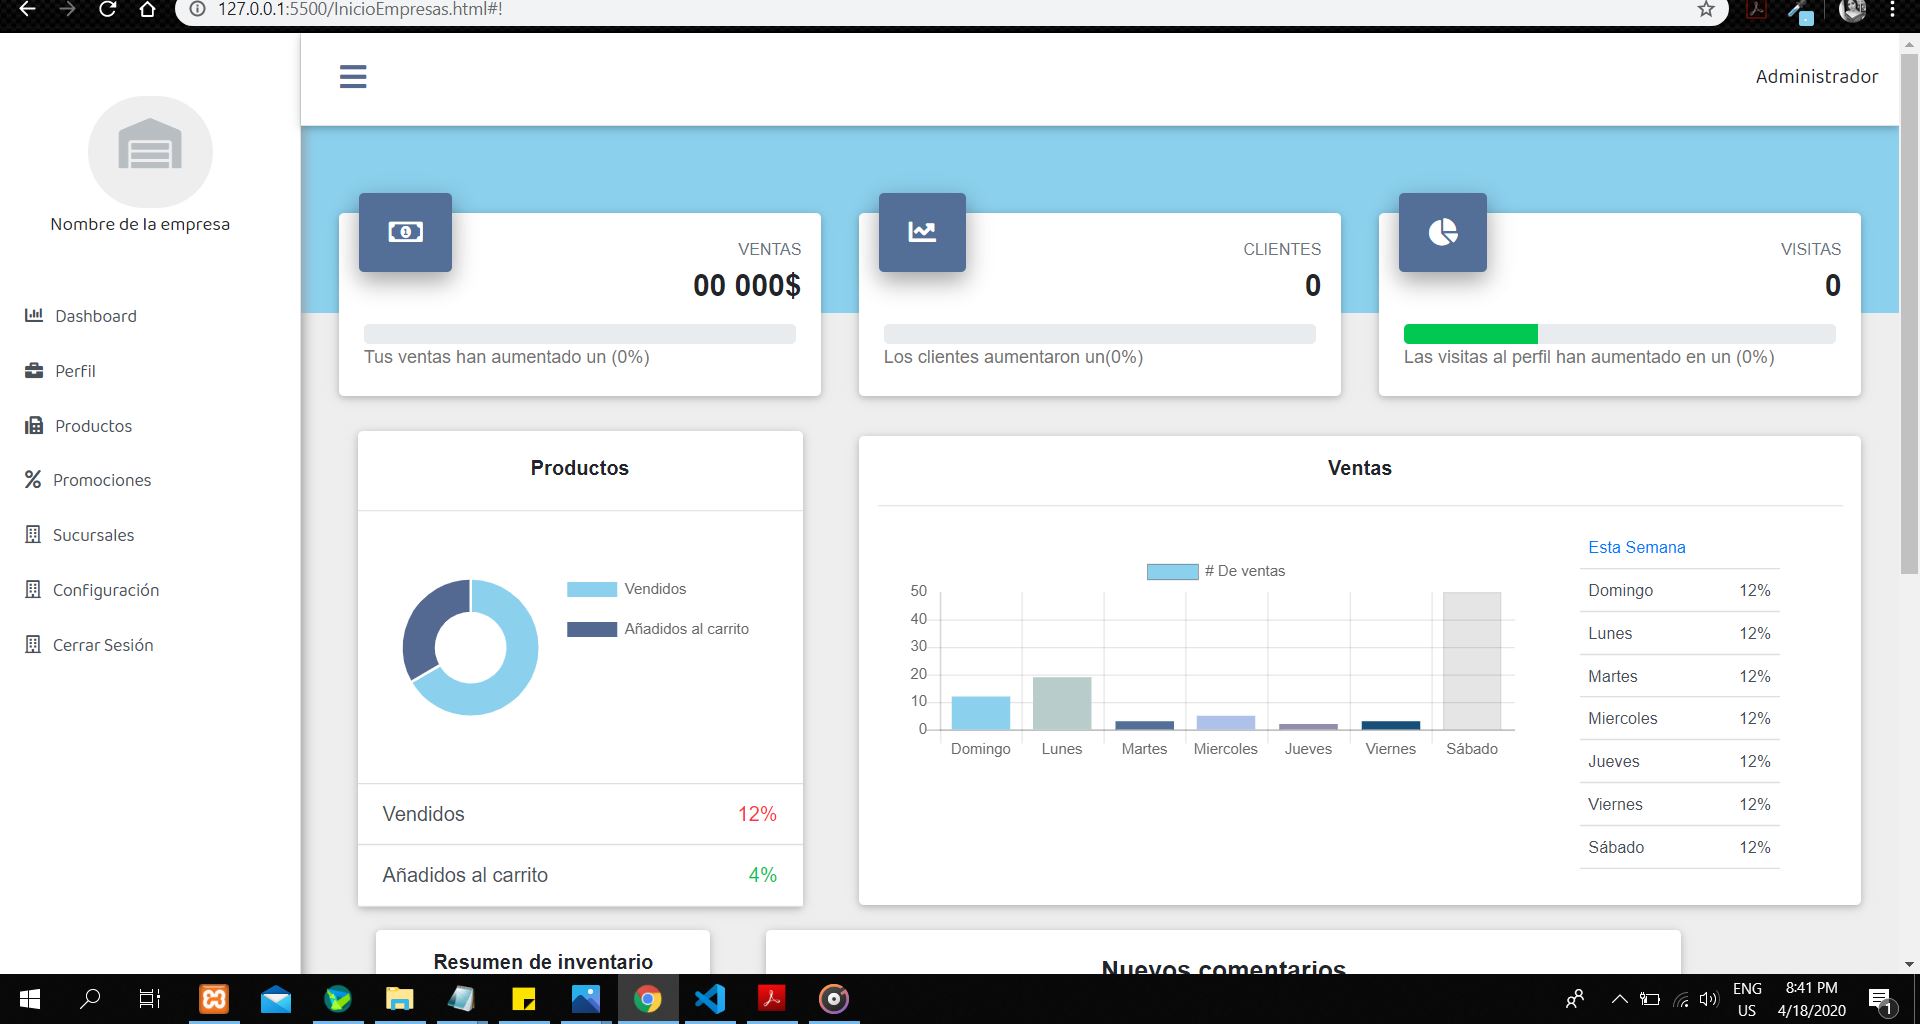 127.0.0.1:5500/InicioEmpresas.html#!
Administrador
Nombre de la empresa
Dashboard
Perfil
Productos
Promociones
Sucursales
Configuración
Cerrar Sesión
VENTAS
00 000$
Tus ventas han aumentado un (0%)
CLIENTES
0
Los clientes aumentaron un(0%)
VISITAS
0
Las visitas al perfil han aumentado en un (0%)
Productos
Vendidos
Añadidos al carrito
Vendidos 12%
Añadidos al carrito 4%
Ventas
# De ventas
50
40
30
20
10
0
Domingo Lunes Martes Miercoles Jueves Viernes Sábado
Esta Semana
Domingo 12%
Lunes 12%
Martes 12%
Miercoles 12%
Jueves 12%
Viernes 12%
Sábado 12%
Resumen de inventario
Nuevos comentarios
ENG
US
8:41 PM
4/18/2020
1